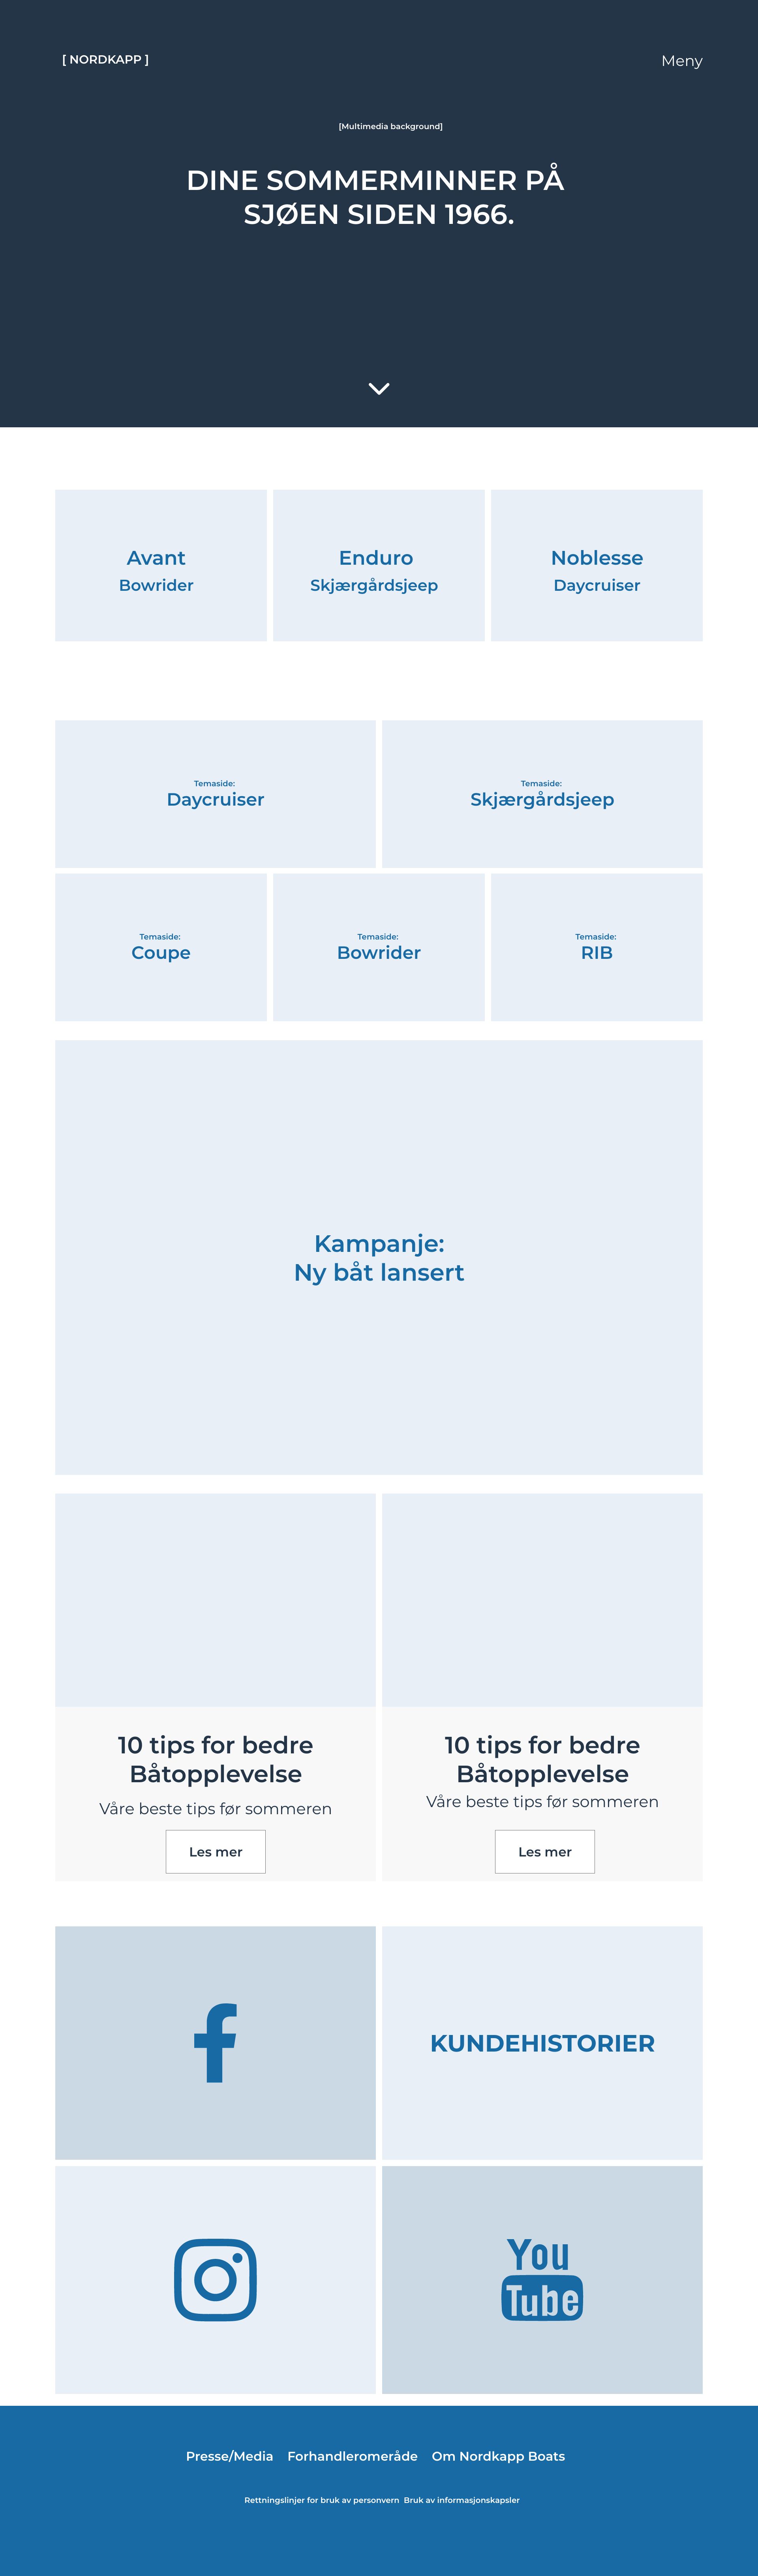 [ NORDKAPP ]
Meny
[Multimedia background]
DINE SOMMERMINNER PÅ
SJØEN SIDEN 1966.
Avant
Bowrider
Enduro
Skjærgårdsjeep
Noblesse
Daycruiser
Temaside:
Daycruiser
Temaside:
Skjærgårdsjeep
Temaside:
Coupe
Temaside:
Bowrider
Temaside:
RIB
Kampanje:
Ny båt lansert
10 tips for bedre
Båtopplevelse
Våre beste tips før sommeren
Les mer
10 tips for bedre
Båtopplevelse
Våre beste tips før sommeren
Les mer
KUNDEHISTORIER
You
Tube
Presse/Media Forhandleromeråde Om Nordkapp Boats
Rettningslinjer for bruk av personvern Bruk av informasjonskapsler